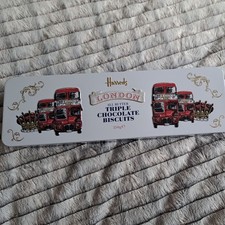 Harrods
LONDON
ALL BUTTER
TRIPLE
CHOCOLATE
BISCUITS